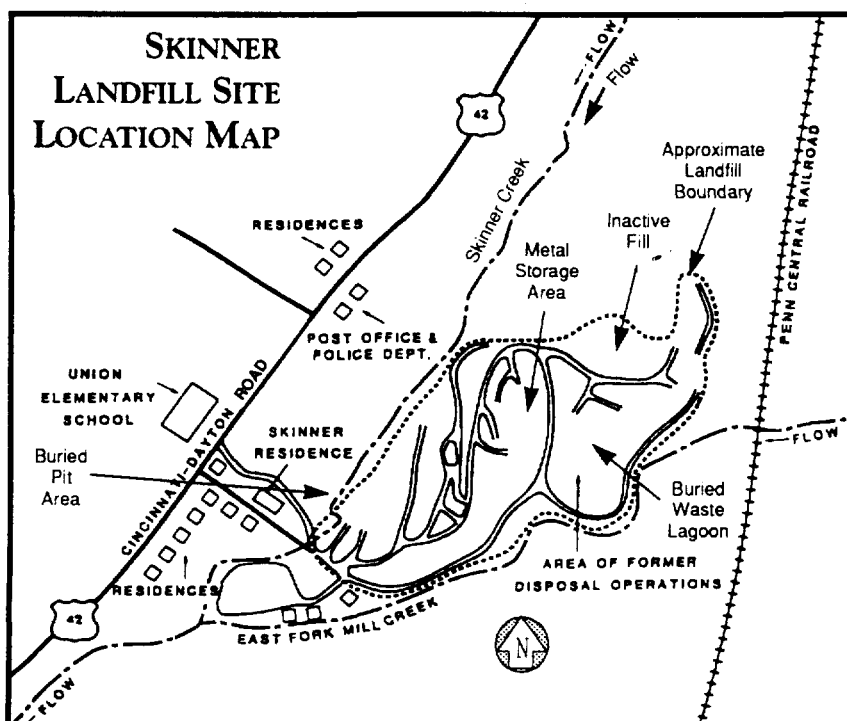 SKINNER
LANDFILL SITE
LOCATION MAP
FLOW
Flow
42
Approximate
Landfill
Boundary
PENN CENTRAL RAILROAD
Skinner Creek
RESIDENCES
Inactive
Fill
Metal
Storage
Area
POST OFFICE &
POLICE DEPT.
UNION
ELEMENTARY
SCHOOL
CINCINNATI-DAYTON ROAD
SKINNER
RESIDENCE
FLOW
Buried
Pit
Area
Buried
Waste
Lagoon
AREA OF FORMER
DISPOSAL OPERATIONS
RESIDENCES
42
EAST FORK MILL CREEK
N
FLOW